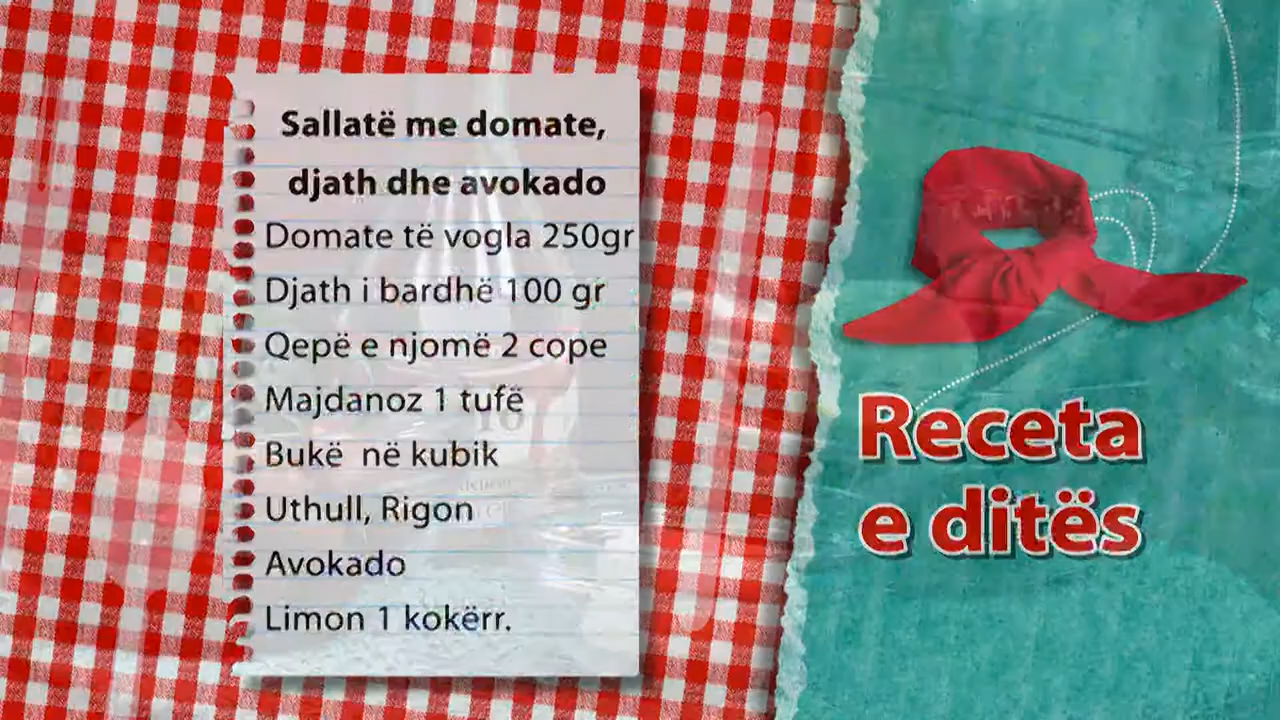 Sallatë me domate,
djath dhe avokado
Domate të vogla 250gr
Djath i bardhë 100 gr
Qepë e njomë 2 cope
Majdanoz 1 tufë
Bukë në kubik
Uthull, Rigon
Avokado
Limon 1 kokërr.
Receta
e ditës